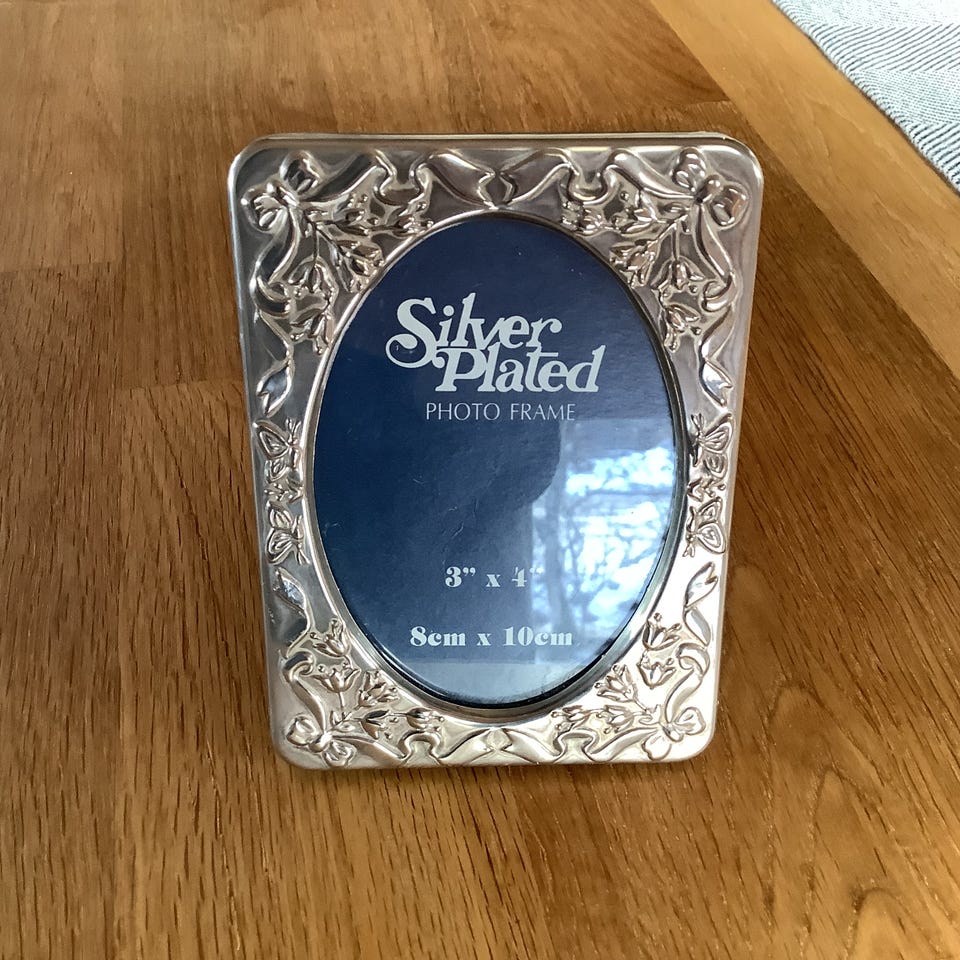 Silver
Plated
PHOTO FRAME
3” x 4”
8cm x 10cm